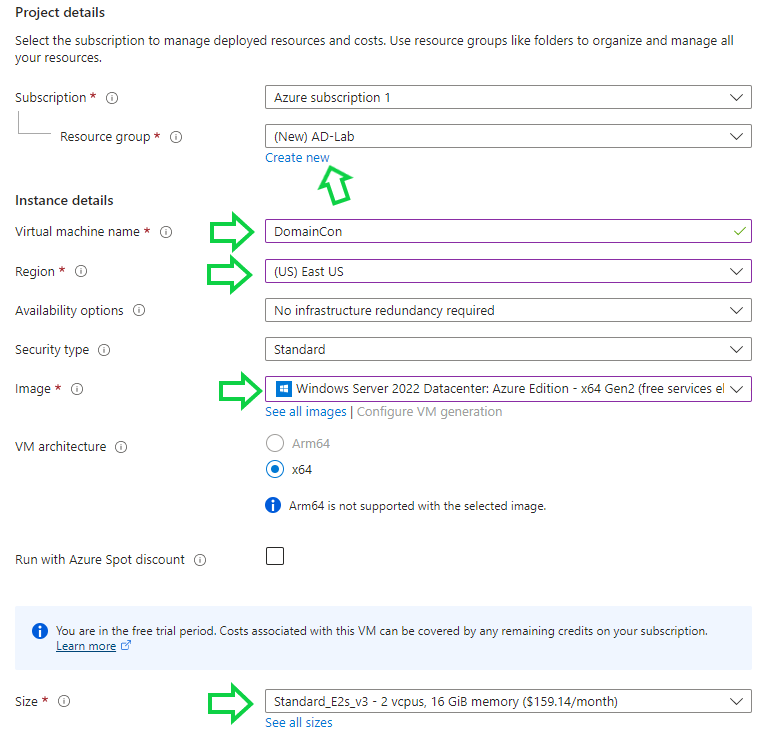 Project details
Select the subscription to manage deployed resources and costs. Use resource groups like folders to organize and manage all
your resources.
Subscription *
Azure subscription 1
Resource group *
(New) AD-Lab
Create new
Instance details
Virtual machine name *
DomainCon
Region *
(US) East US
Availability options
No infrastructure redundancy required
Security type
Standard
Image *
Windows Server 2022 Datacenter: Azure Edition - x64 Gen2 (free services el
See all images | Configure VM generation
VM architecture
Arm64
x64
Arm64 is not supported with the selected image.
Run with Azure Spot discount
You are in the free trial period. Costs associated with this VM can be covered by any remaining credits on your subscription.
Learn more
Size *
Standard_E2s_v3 - 2 vcpus, 16 GiB memory ($159.14/month)
See all sizes